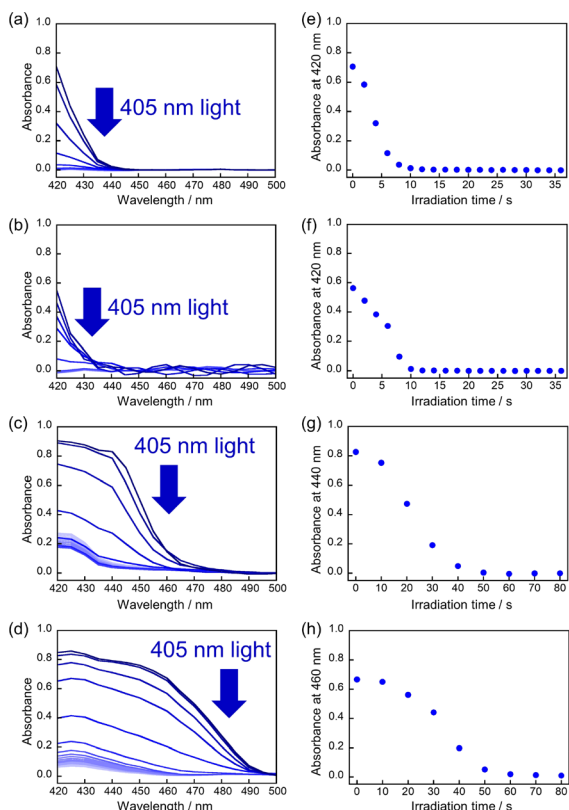 (a)
1.0
0.8
0.6
0.4
0.2
0.0
Absorbance
405 nm light
420 430 440 450 460 470 480 490 500
Wavelength / nm
(e)
1.0
0.8
0.6
0.4
0.2
0.0
Absorbance at 420 nm
0 5 10 15 20 25 30 35
Irradiation time / s
(b)
1.0
0.8
0.6
0.4
0.2
0.0
Absorbance
405 nm light
420 430 440 450 460 470 480 490 500
Wavelength / nm
(f)
1.0
0.8
0.6
0.4
0.2
0.0
Absorbance at 420 nm
0 5 10 15 20 25 30 35
Irradiation time / s
(c)
1.0
0.8
0.6
0.4
0.2
0.0
Absorbance
405 nm light
420 430 440 450 460 470 480 490 500
Wavelength / nm
(g)
1.0
0.8
0.6
0.4
0.2
0.0
Absorbance at 440 nm
0 10 20 30 40 50 60 70 80
Irradiation time / s
(d)
1.0
0.8
0.6
0.4
0.2
0.0
Absorbance
405 nm light
420 430 440 450 460 470 480 490 500
Wavelength / nm
(h)
1.0
0.8
0.6
0.4
0.2
0.0
Absorbance at 460 nm
0 10 20 30 40 50 60 70 80
Irradiation time / s